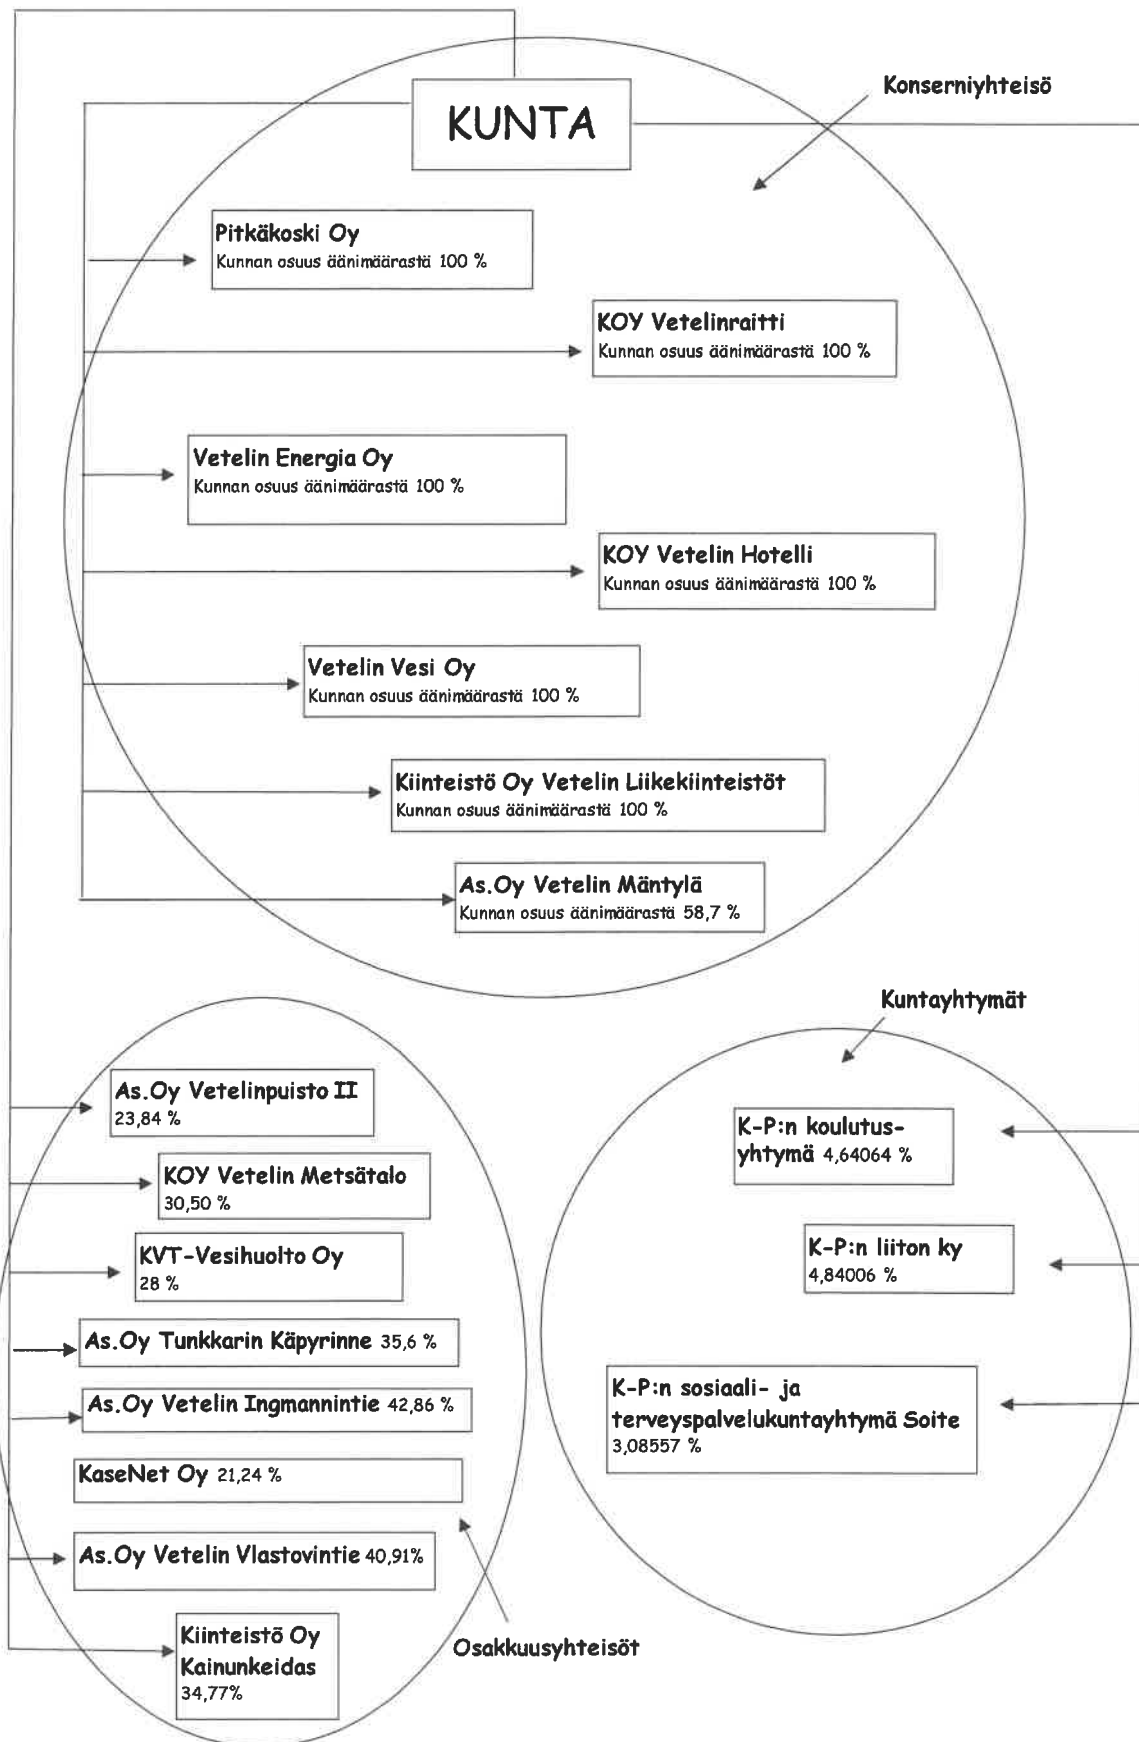 KUNTA
Konserniyhteisö
Pitkäkoski Oy
Kunnan osuus äänimäärästä 100 %
KOY Vetelinraitti
Kunnan osuus äänimäärästä 100 %
Vetelin Energia Oy
Kunnan osuus äänimäärästä 100 %
KOY Vetelin Hotelli
Kunnan osuus äänimäärästä 100 %
Vetelin Vesi Oy
Kunnan osuus äänimäärästä 100 %
Kiinteistö Oy Vetelin Liikekiinteistöt
Kunnan osuus äänimäärästä 100 %
As.Oy Vetelin Mäntylä
Kunnan osuus äänimäärästä 58,7 %
As.Oy Vetelinpuisto II
23,84 %
KOY Vetelin Metsätalo
30,50 %
KVT-Vesihuolto Oy
28 %
As.Oy Tunkkarin Käpyrinne 35,6 %
As.Oy Vetelin Ingmannintie 42,86 %
KaseNet Oy 21,24 %
As.Oy Vetelin Vlastovintie 40,91%
Kiinteistö Oy
Kainunkeidas
34,77%
Osakkuusyhteisöt
Kuntayhtymät
K-P:n koulutus-
yhtymä 4,64064 %
K-P:n liiton ky
4,84006 %
K-P:n sosiaali- ja
terveyspalvelukuntayhtymä Soite
3,08557 %